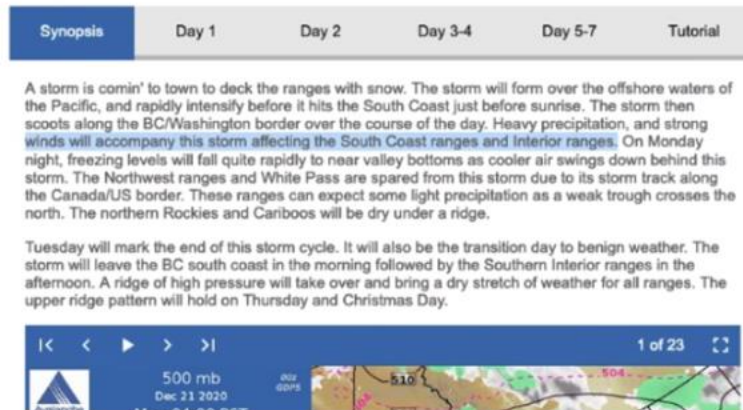 Synopsis Day 1 Day 2 Day 3-4 Day 5-7 Tutorial
A storm is comin' to town to deck the ranges with snow. The storm will form over the offshore waters of
the Pacific, and rapidly intensify before it hits the South Coast just before sunrise. The storm then
scoots along the BC/Washington border over the course of the day. Heavy precipitation, and strong
winds will accompany this storm affecting the South Coast ranges and Interior ranges. On Monday
night, freezing levels will fall quite rapidly to near valley bottoms as cooler air swings down behind this
storm. The Northwest ranges and White Pass are spared from this storm due to its storm track along
the Canada/US border. These ranges can expect some light precipitation as a weak trough crosses the
north. The northern Rockies and Cariboos will be dry under a ridge.
Tuesday will mark the end of this storm cycle. It will also be the transition day to benign weather. The
storm will leave the BC south coast in the morning followed by the Southern Interior ranges in the
afternoon. A ridge of high pressure will take over and bring a dry stretch of weather for all ranges. The
upper ridge pattern will hold on Thursday and Christmas Day.
1 of 23
500 mb
Dec 21 2020
GDPS
510
504